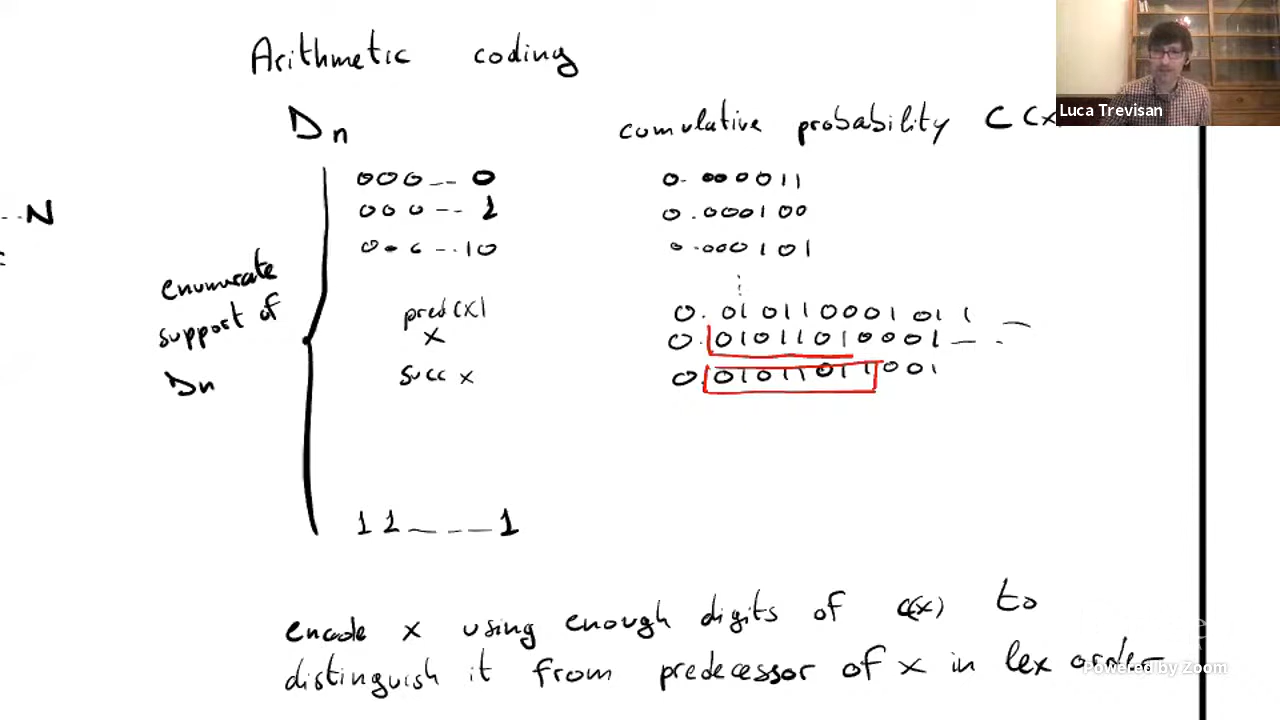 Arithmetic coding
Luca Trevisan
Dn
cumulative probability C(x
000--0
0.000011
...N
000--1
0.000100
000-..10
0.000101
enumerate
support of
Dn
pred(x)
0.010110001011
x
0.010110100001—-
succ x
0.01011011001
11----1
encode x using enough digits of c(x) to
distinguish it from predecessor of x in lex order
Powered by Zoom